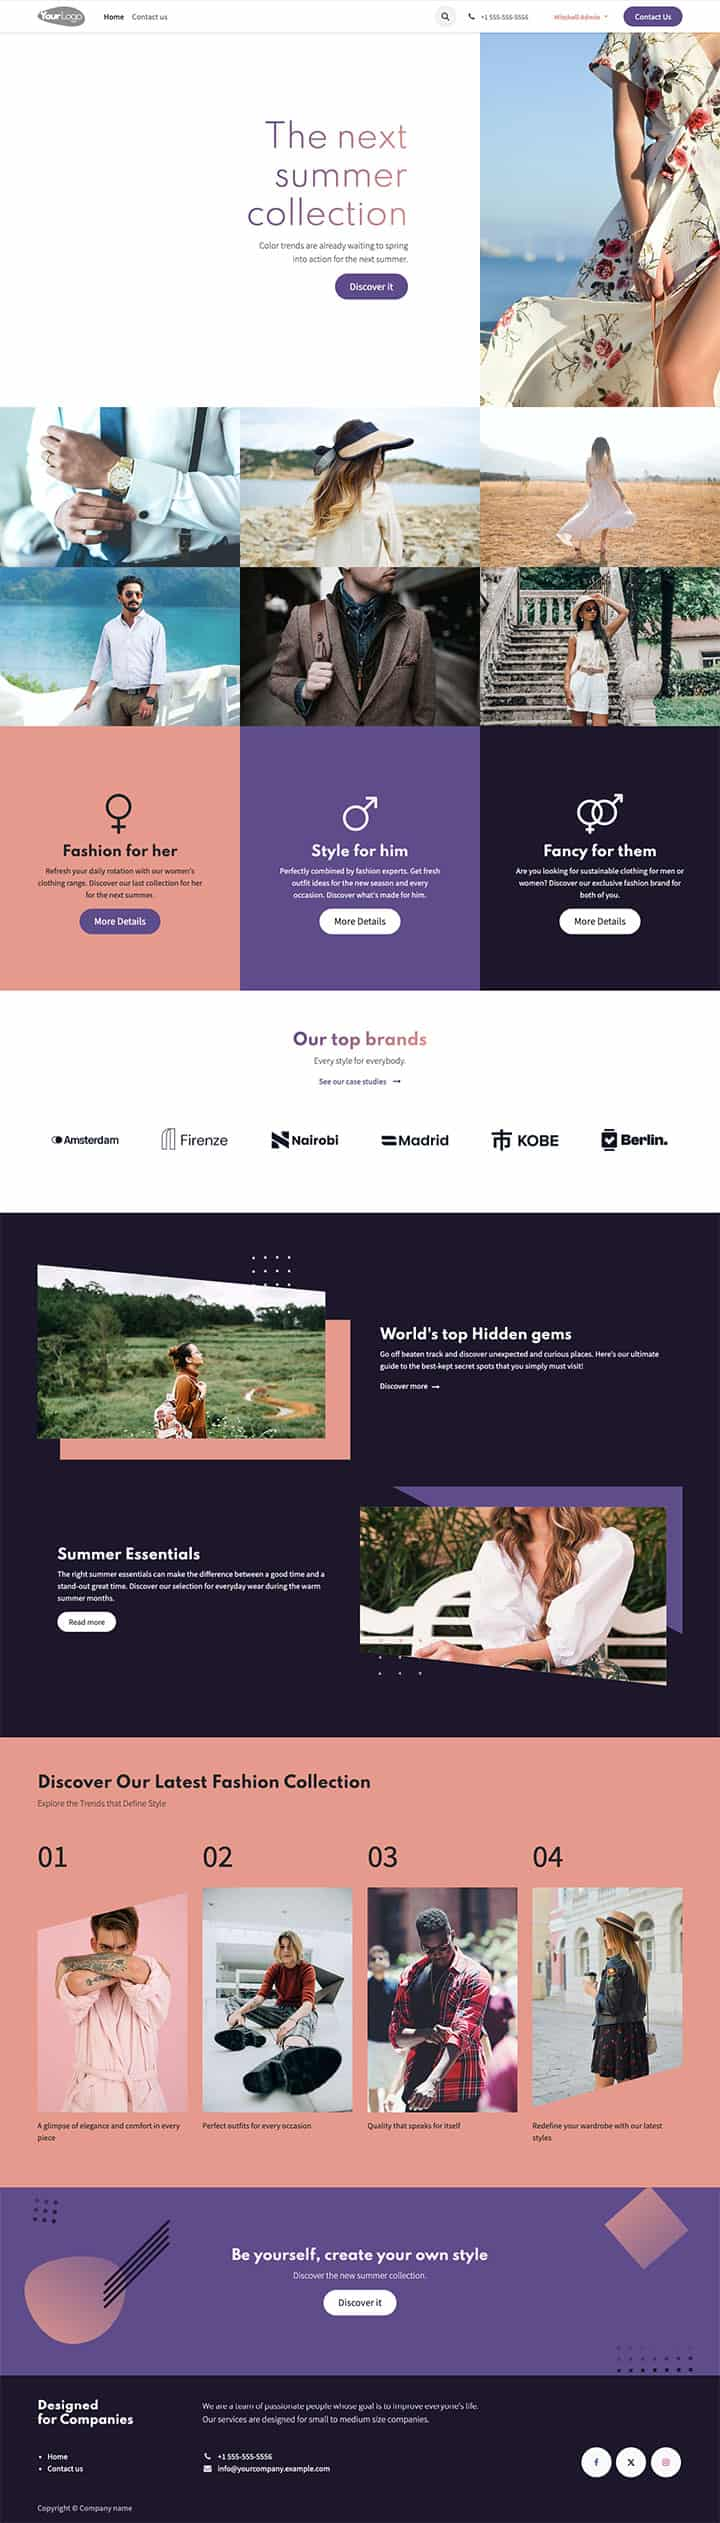 YourLogo
Home
Contact us
+1 555-555-5556
Mitchell Admin
Contact Us
The next
summer
collection
Color trends are already waiting to spring
into action for the next summer.
Discover it
Fashion for her
Refresh your daily rotation with our women's
clothing range. Discover our last collection for her
for the next summer.
More Details
Style for him
Perfectly combined by fashion experts. Get fresh
outfit ideas for the new season and every
occasion. Discover what's made for him.
More Details
Fancy for them
Are you looking for sustainable clothing for men or
women? Discover our exclusive fashion brand for
both of you.
More Details
Our top brands
Every style for everybody.
See our case studies →
Amsterdam
Firenze
Nairobi
Madrid
市 KOBE
Berlin.
World's top Hidden gems
Go off beaten track and discover unexpected and curious places. Here's our ultimate
guide to the best-kept secret spots that you simply must visit!
Discover more →
Summer Essentials
The right summer essentials can make the difference between a good time and a
stand-out great time. Discover our selection for everyday wear during the warm
summer months.
Read more
Discover Our Latest Fashion Collection
Explore the Trends that Define Style
01
02
03
04
A glimpse of elegance and comfort in every
piece
Perfect outfits for every occasion
Quality that speaks for itself
Redefine your wardrobe with our latest
styles
Be yourself, create your own style
Discover the new summer collection.
Discover it
Designed
for Companies
We are a team of passionate people whose goal is to improve everyone's life.
Our services are designed for small to medium size companies.
• Home
• Contact us
+1 555-555-5556
info@yourcompany.example.com
Copyright © Company name